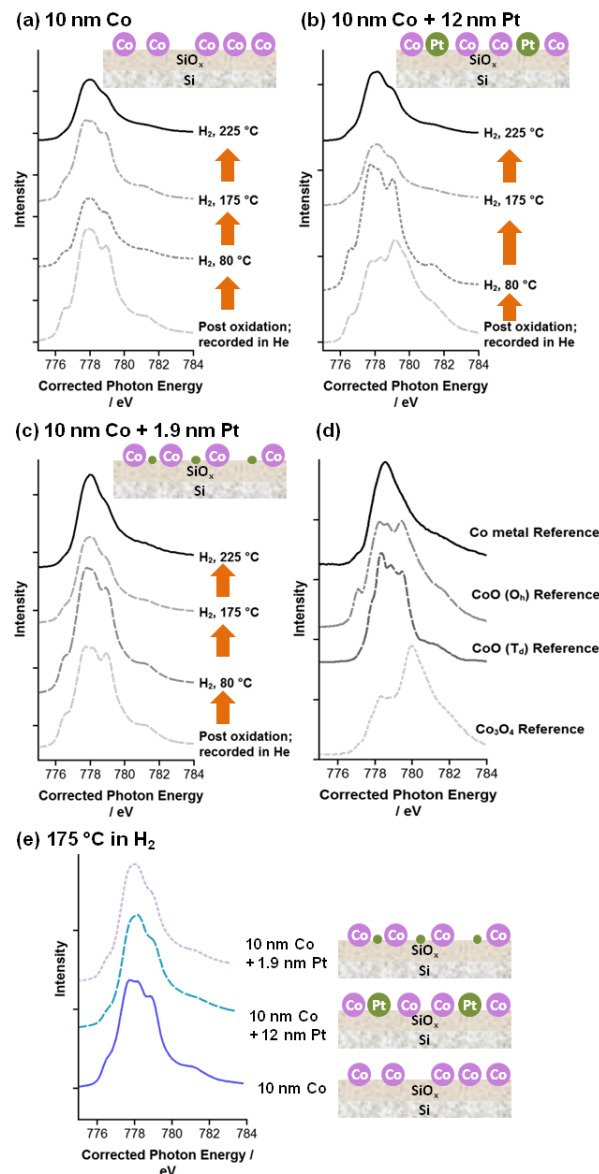 (a) 10 nm Co
Co Co Co Co Co
SiOₓ
Si
H₂, 225 °C
H₂, 175 °C
H₂, 80 °C
Post oxidation;
recorded in He
Intensity
776 778 780 782 784
Corrected Photon Energy
/ eV
(b) 10 nm Co + 12 nm Pt
Co Pt Co Co Pt Co
SiOₓ
Si
H₂, 225 °C
H₂, 175 °C
H₂, 80 °C
Post oxidation;
recorded in He
Intensity
776 778 780 782 784
Corrected Photon Energy
/ eV
(c) 10 nm Co + 1.9 nm Pt
Co Co Co Co
SiOₓ
Si
H₂, 225 °C
H₂, 175 °C
H₂, 80 °C
Post oxidation;
recorded in He
Intensity
776 778 780 782 784
Corrected Photon Energy
/ eV
(d)
Co metal Reference
CoO (Oₕ) Reference
CoO (T_d) Reference
Co₃O₄ Reference
Intensity
776 778 780 782 784
Corrected Photon Energy
/ eV
(e) 175 °C in H₂
10 nm Co
+ 1.9 nm Pt
Co Co Co Co
SiOₓ
Si
10 nm Co
+ 12 nm Pt
Co Pt Co Co Pt Co
SiOₓ
Si
10 nm Co
Co Co Co Co Co
SiOₓ
Si
Intensity
776 778 780 782 784
Corrected Photon Energy /
eV